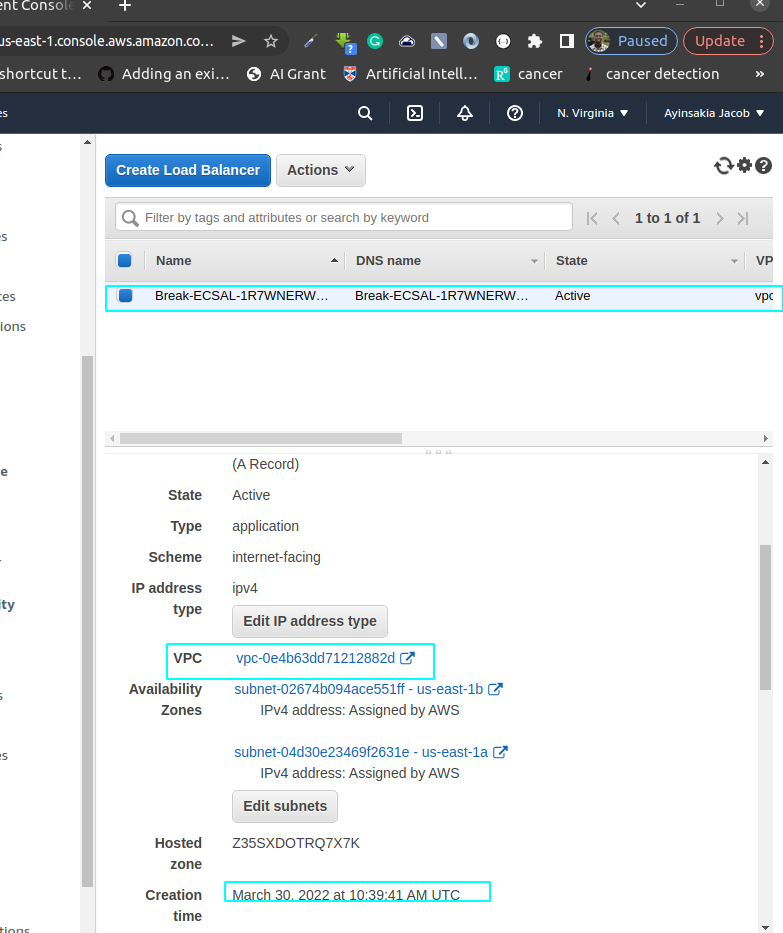 ent Console
us-east-1.console.aws.amazon.co...
Paused
Update
shortcut t...
Adding an exi...
AI Grant
Artificial Intell...
cancer
cancer detection
»
es
N. Virginia
Ayinsakia Jacob
s
es
ces
ions
e
ity
s
es
tions
Create Load Balancer
Actions
Filter by tags and attributes or search by keyword
1 to 1 of 1
Name
DNS name
State
VP
Break-ECSAL-1R7WNERW...
Break-ECSAL-1R7WNERW...
Active
vpc
(A Record)
State
Active
Type
application
Scheme
internet-facing
IP address type
ipv4
Edit IP address type
VPC
vpc-0e4b63dd71212882d
Availability Zones
subnet-02674b094ace551ff - us-east-1b
IPv4 address: Assigned by AWS
subnet-04d30e23469f2631e - us-east-1a
IPv4 address: Assigned by AWS
Edit subnets
Hosted zone
Z35SXDOTRQ7X7K
Creation time
March 30, 2022 at 10:39:41 AM UTC